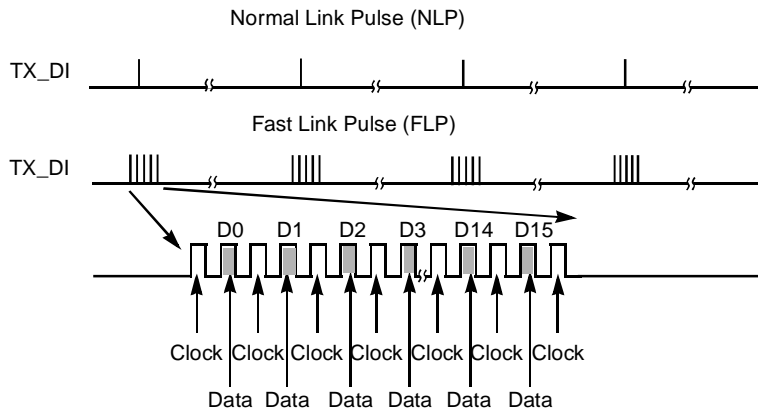 Normal Link Pulse (NLP)
TX_DI
Fast Link Pulse (FLP)
TX_DI
D0 D1 D2 D3 D14 D15
Clock Clock Clock Clock Clock Clock Clock
Data Data Data Data Data Data